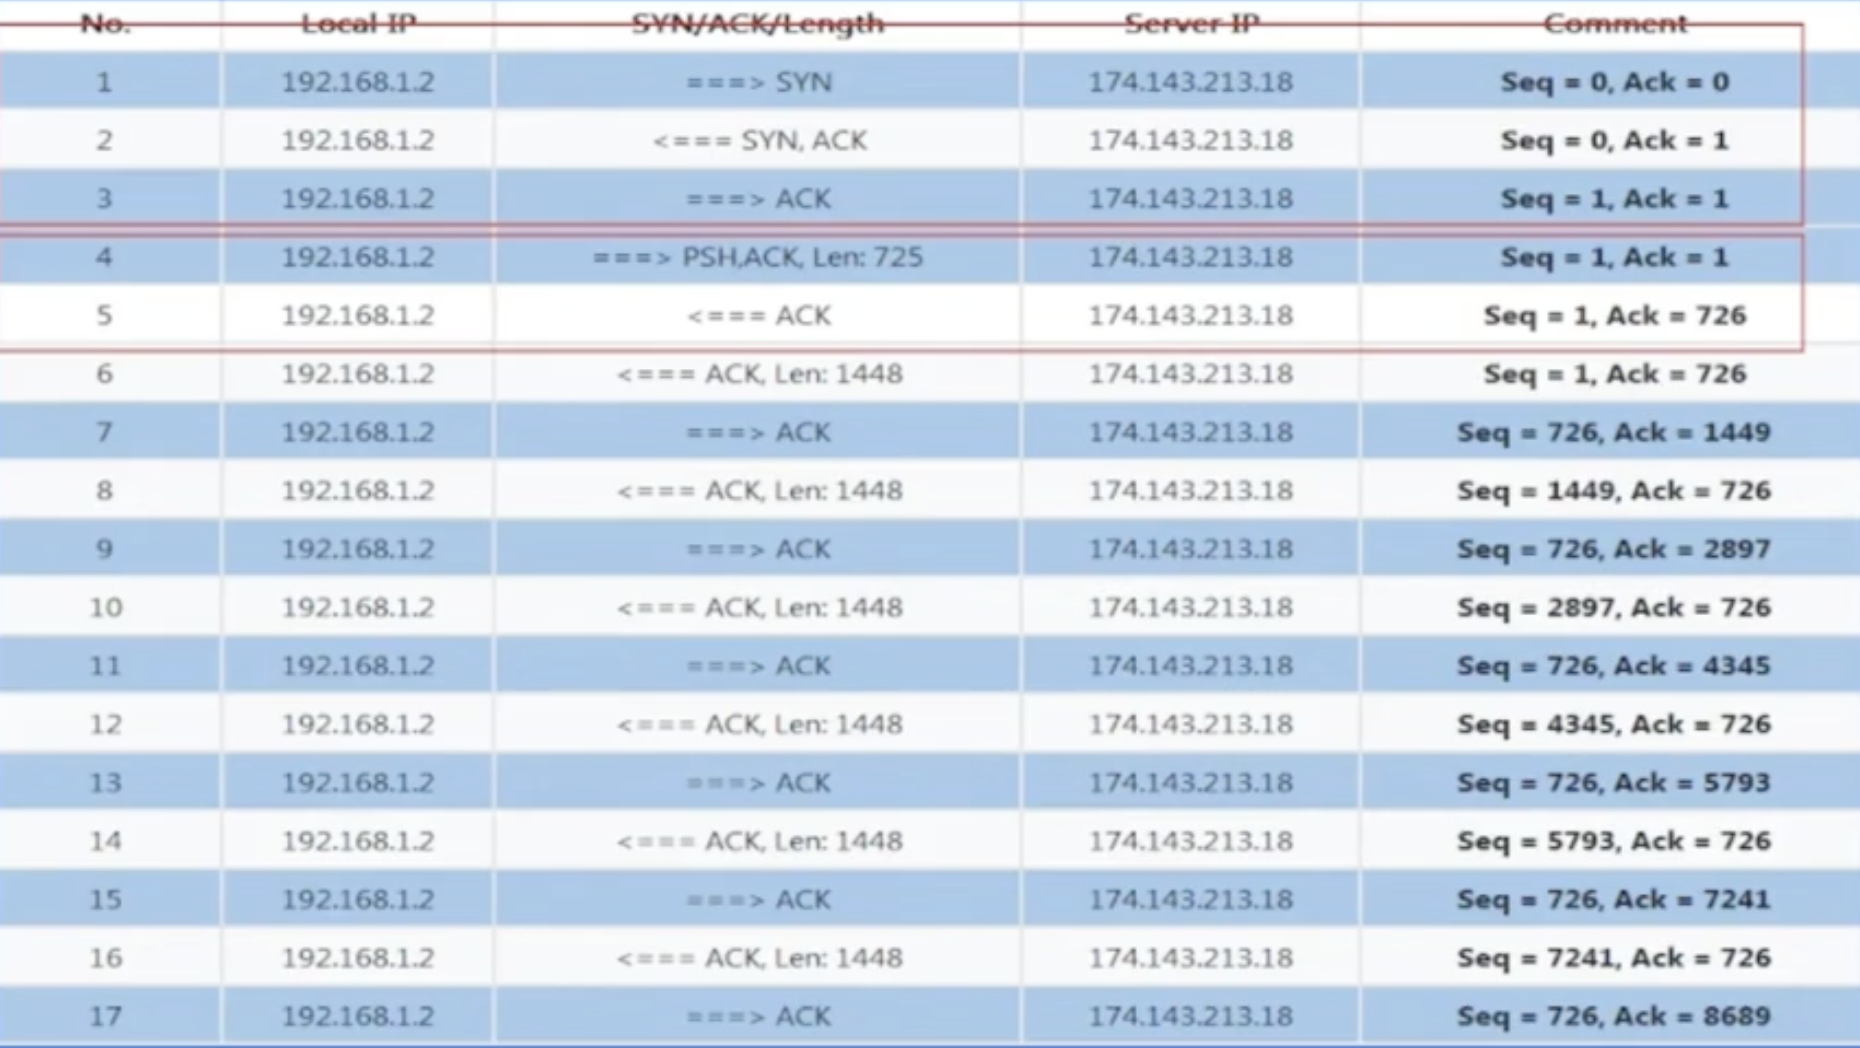 No. Local IP SYN/ACK/Length Server IP Comment
1 192.168.1.2 ===> SYN 174.143.213.18 Seq = 0, Ack = 0
2 192.168.1.2 <=== SYN, ACK 174.143.213.18 Seq = 0, Ack = 1
3 192.168.1.2 ===> ACK 174.143.213.18 Seq = 1, Ack = 1
4 192.168.1.2 ===> PSH,ACK, Len: 725 174.143.213.18 Seq = 1, Ack = 1
5 192.168.1.2 <=== ACK 174.143.213.18 Seq = 1, Ack = 726
6 192.168.1.2 <=== ACK, Len: 1448 174.143.213.18 Seq = 1, Ack = 726
7 192.168.1.2 ===> ACK 174.143.213.18 Seq = 726, Ack = 1449
8 192.168.1.2 <=== ACK, Len: 1448 174.143.213.18 Seq = 1449, Ack = 726
9 192.168.1.2 ===> ACK 174.143.213.18 Seq = 726, Ack = 2897
10 192.168.1.2 <=== ACK, Len: 1448 174.143.213.18 Seq = 2897, Ack = 726
11 192.168.1.2 ===> ACK 174.143.213.18 Seq = 726, Ack = 4345
12 192.168.1.2 <=== ACK, Len: 1448 174.143.213.18 Seq = 4345, Ack = 726
13 192.168.1.2 ===> ACK 174.143.213.18 Seq = 726, Ack = 5793
14 192.168.1.2 <=== ACK, Len: 1448 174.143.213.18 Seq = 5793, Ack = 726
15 192.168.1.2 ===> ACK 174.143.213.18 Seq = 726, Ack = 7241
16 192.168.1.2 <=== ACK, Len: 1448 174.143.213.18 Seq = 7241, Ack = 726
17 192.168.1.2 ===> ACK 174.143.213.18 Seq = 726, Ack = 8689